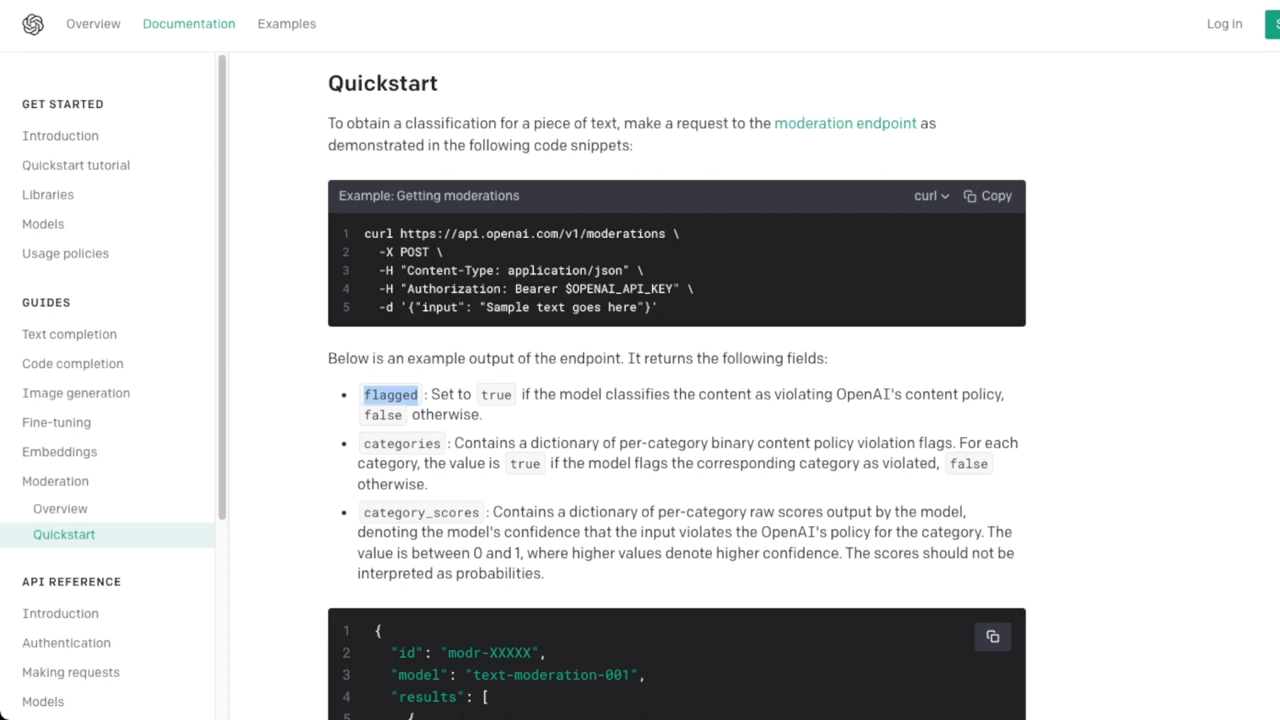 Overview Documentation Examples Log in S
GET STARTED
Introduction
Quickstart tutorial
Libraries
Models
Usage policies
GUIDES
Text completion
Code completion
Image generation
Fine-tuning
Embeddings
Moderation
Overview
Quickstart
API REFERENCE
Introduction
Authentication
Making requests
Models
Quickstart
To obtain a classification for a piece of text, make a request to the moderation endpoint as
demonstrated in the following code snippets:
Example: Getting moderations curl Copy
1 curl https://api.openai.com/v1/moderations \
2 -X POST \
3 -H "Content-Type: application/json" \
4 -H "Authorization: Bearer $OPENAI_API_KEY" \
5 -d '{"input": "Sample text goes here"}'
Below is an example output of the endpoint. It returns the following fields:
• flagged : Set to true if the model classifies the content as violating OpenAI's content policy,
false otherwise.
• categories : Contains a dictionary of per-category binary content policy violation flags. For each
category, the value is true if the model flags the corresponding category as violated, false
otherwise.
• category_scores : Contains a dictionary of per-category raw scores output by the model,
denoting the model's confidence that the input violates the OpenAI's policy for the category. The
value is between 0 and 1, where higher values denote higher confidence. The scores should not be
interpreted as probabilities.
1 {
2 "id": "modr-XXXXX",
3 "model": "text-moderation-001",
4 "results": [
5 {